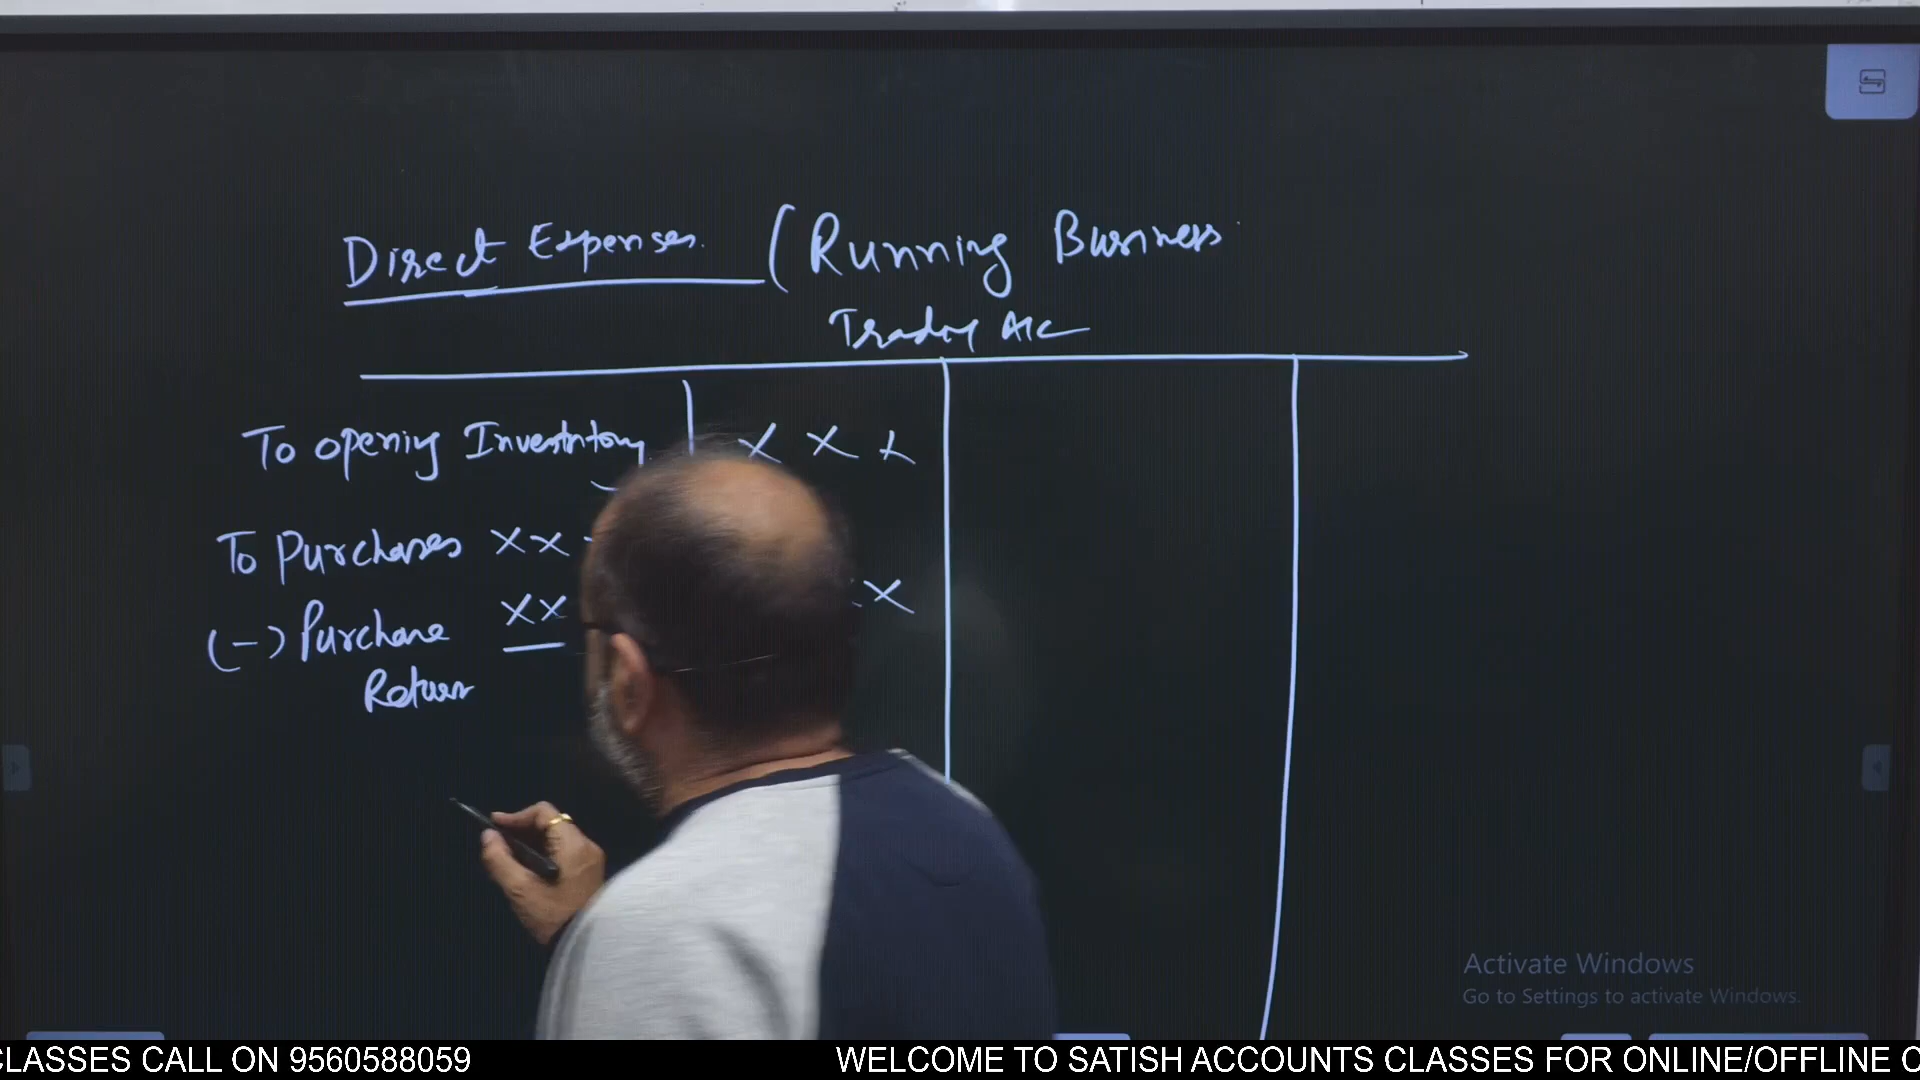 Direct Expenses. (Running Business
Trading A/C
To opening Inventory X X X
To Purchases XX
(-) Purchase XX X
Return
Activate Windows
Go to Settings to activate Windows.
CLASSES CALL ON 9560588059 WELCOME TO SATISH ACCOUNTS CLASSES FOR ONLINE/OFFLINE C